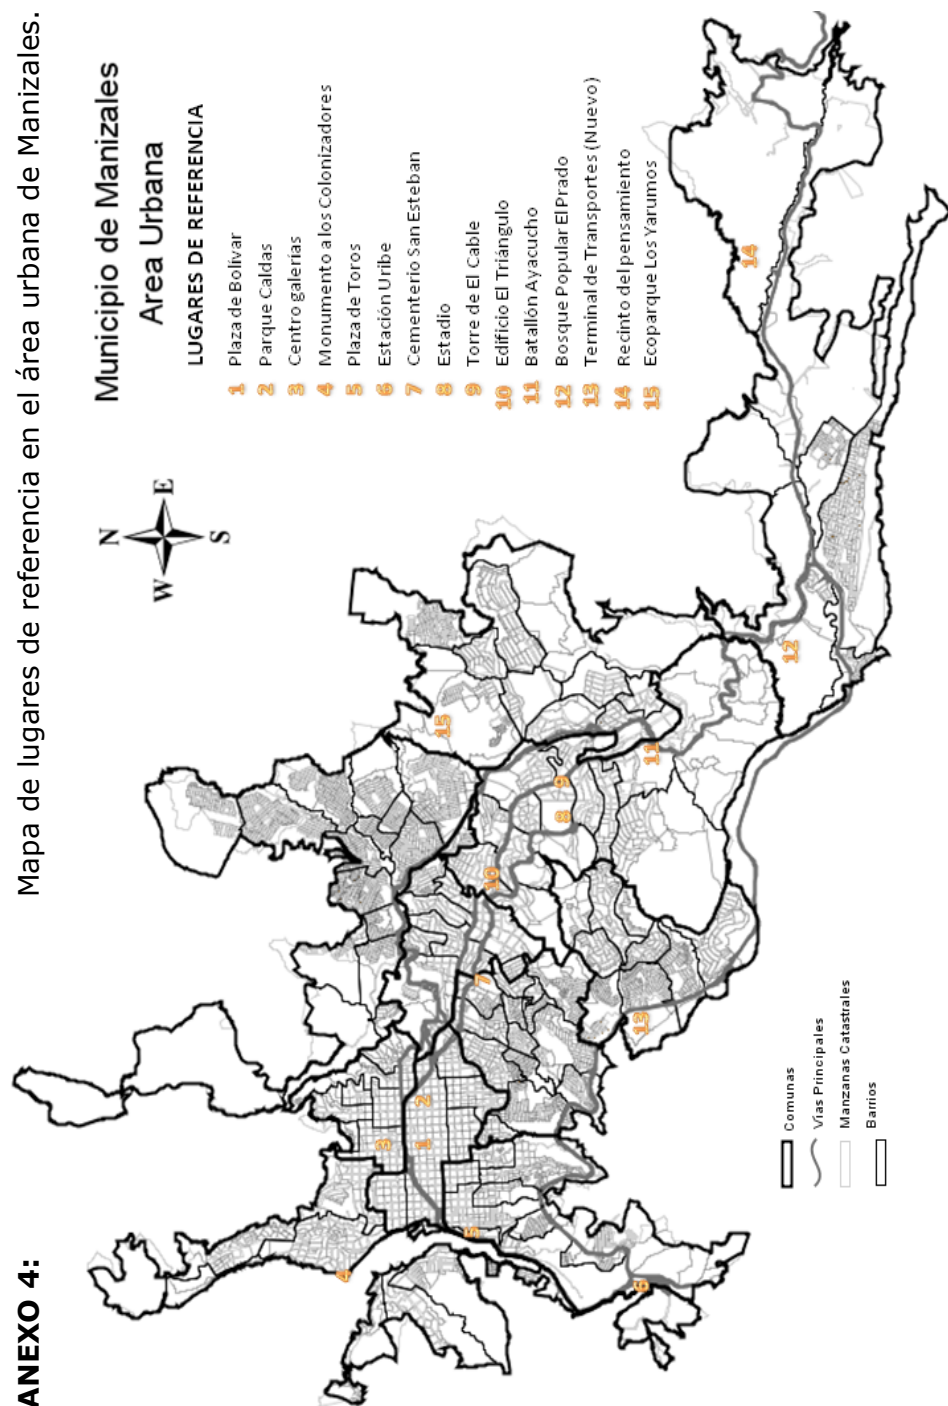 ANEXO 4:
Mapa de lugares de referencia en el área urbana de Manizales.
Municipio de Manizales
Area Urbana
LUGARES DE REFERENCIA
1 Plaza de Bolívar
2 Parque Caldas
3 Centro galerías
4 Monumento a los Colonizadores
5 Plaza de Toros
6 Estación Uribe
7 Cementerio San Esteban
8 Estadio
9 Torre de El Cable
10 Edificio El Triángulo
11 Batallón Ayacucho
12 Bosque Popular El Prado
13 Terminal de Transportes (Nuevo)
14 Recinto del pensamiento
15 Ecoparque Los Yarumos
N
W E
S
4
3
1
2
5
6
7
10
15
8
9
11
13
12
14
Comunas
Vías Principales
Manzanas Catastrales
Barrios